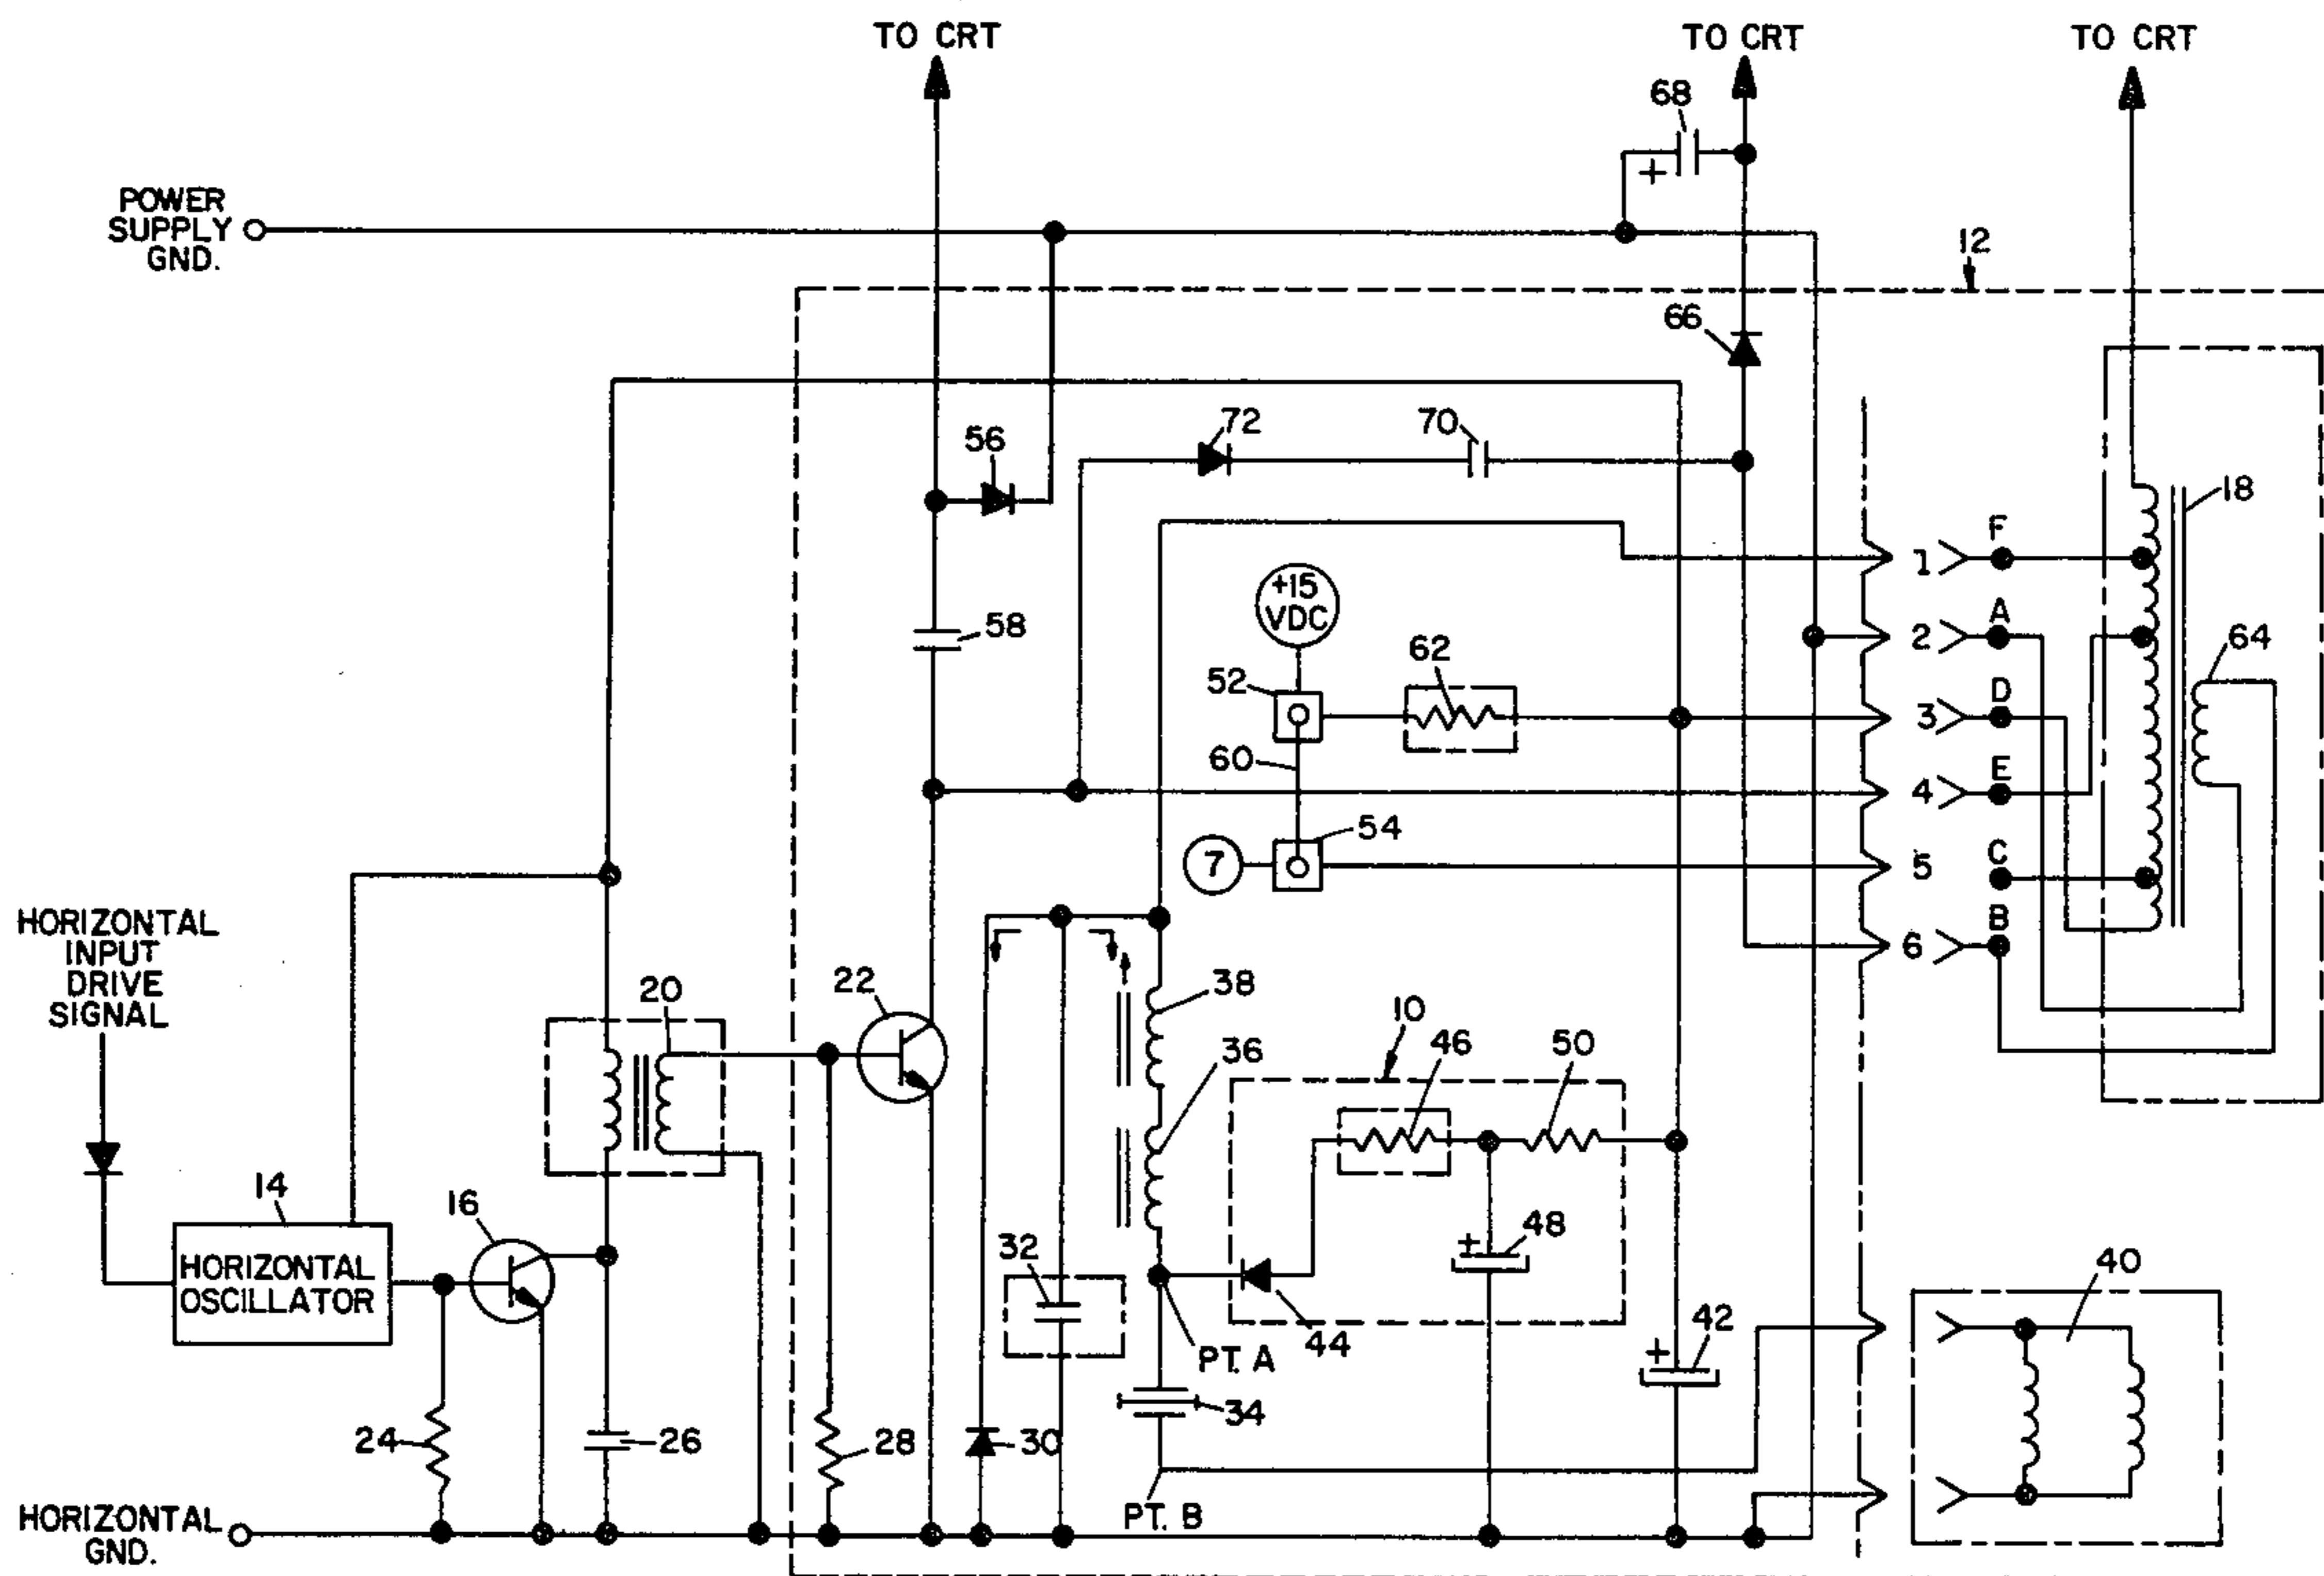 TO CRT
TO CRT
TO CRT
68
+
POWER
SUPPLY
GND.
12
66
72
70
56
18
F
1
+15
VDC
58
A
2
62
64
52
D
3
60
E
4
54
7
C
5
B
6
HORIZONTAL
INPUT
DRIVE
SIGNAL
20
22
38
10
46
50
36
14
16
32
+
48
40
HORIZONTAL
OSCILLATOR
44
42
PT. A
+
34
24
26
28
30
PT. B
HORIZONTAL
GND.